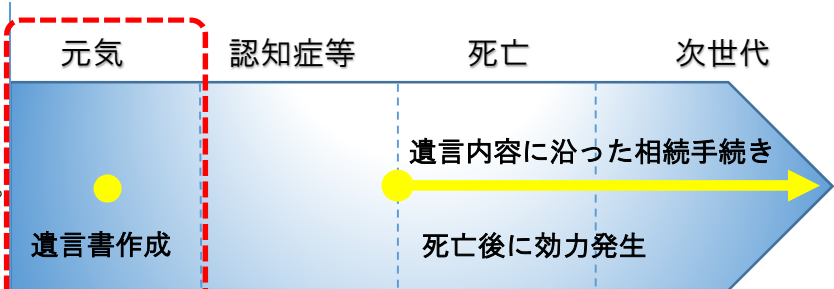 元気
認知症等
死亡
次世代
遺言内容に沿った相続手続き
遺言書作成
死亡後に効力発生